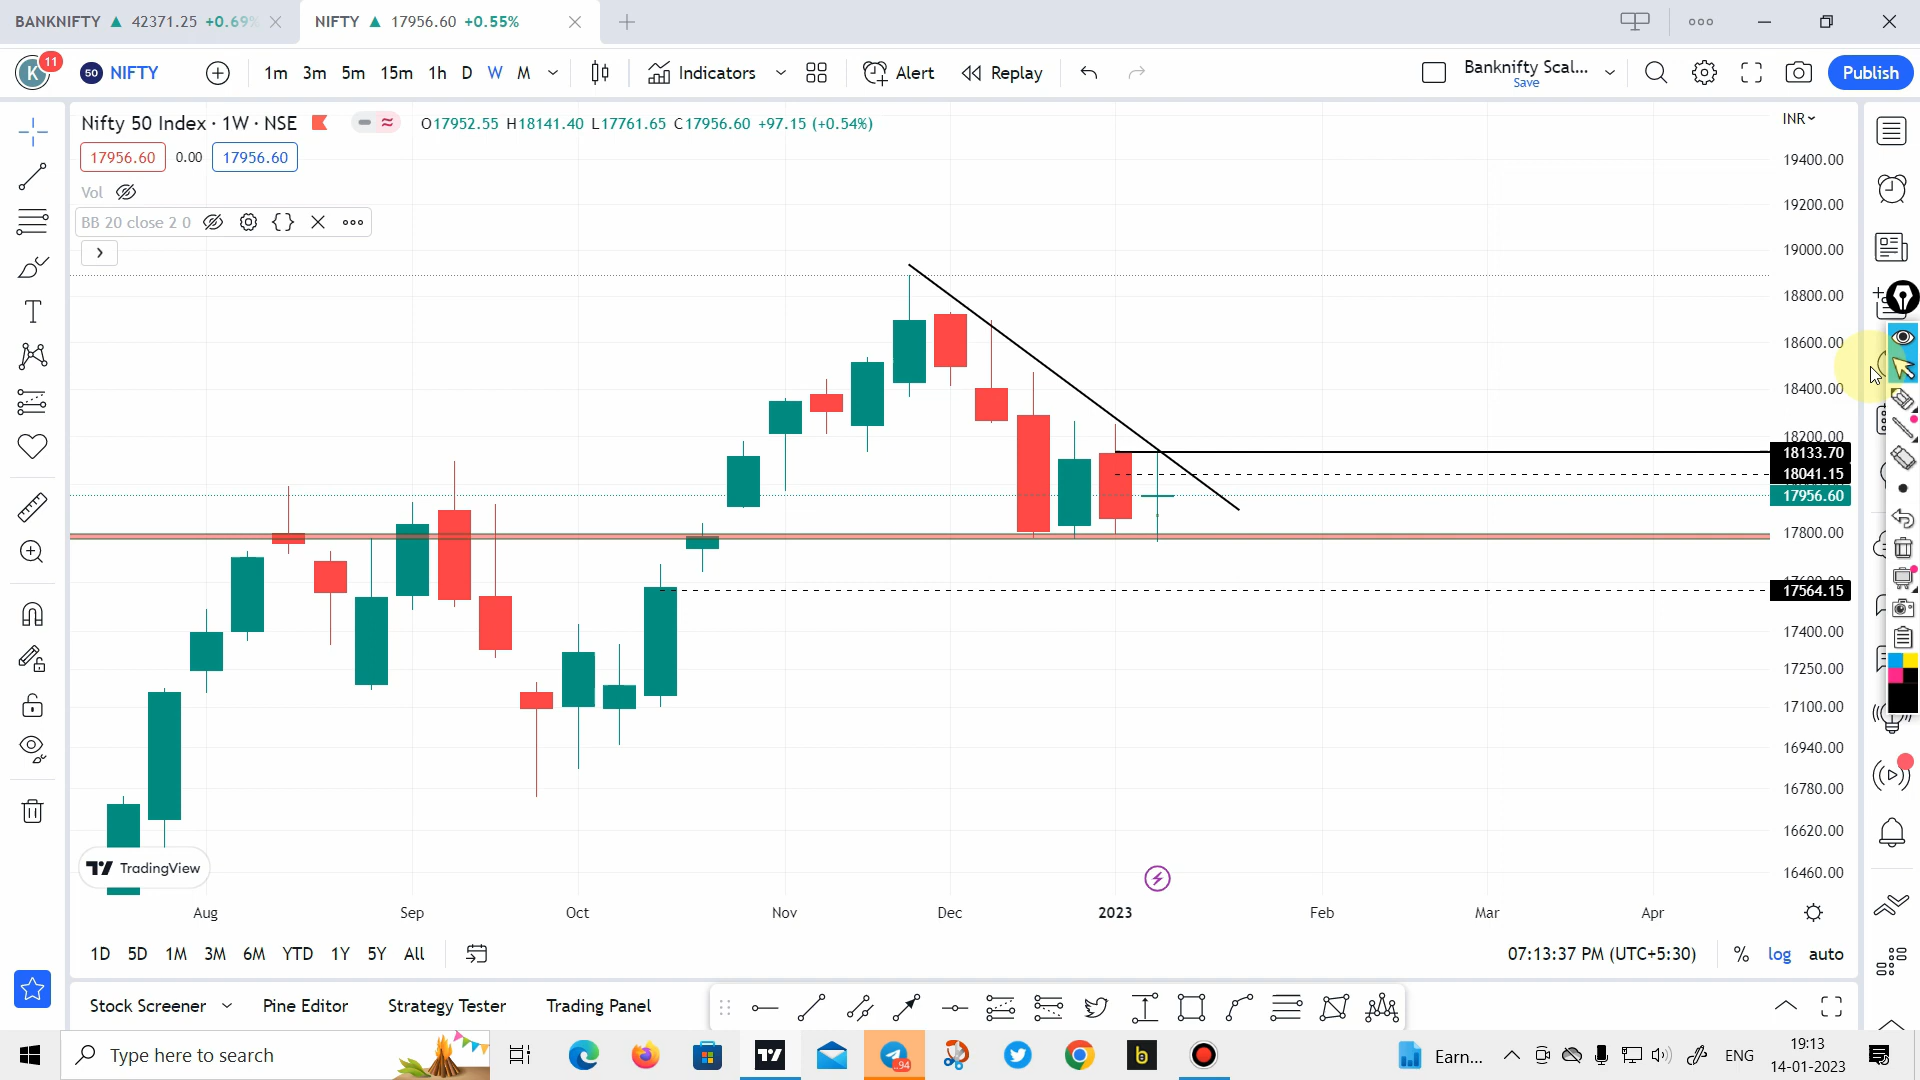 BANKNIFTY ▲ 42371.25 +0.69%
NIFTY ▲ 17956.60 +0.55%
K 11
50 NIFTY
1m 3m 5m 15m 1h D W M
Indicators
Alert
Replay
Banknifty Scal...
Save
Publish
Nifty 50 Index · 1W · NSE
O17952.55 H18141.40 L17761.65 C17956.60 +97.15 (+0.54%)
INR
17956.60 0.00 17956.60
Vol
BB 20 close 2 0
19400.00
19200.00
19000.00
18800.00
18600.00
18400.00
18200.00
18133.70
18041.15
17956.60
17800.00
17564.15
17400.00
17250.00
17100.00
16940.00
16780.00
16620.00
16460.00
TradingView
Aug Sep Oct Nov Dec 2023 Feb Mar Apr
1D 5D 1M 3M 6M YTD 1Y 5Y All
07:13:37 PM (UTC+5:30) % log auto
Stock Screener Pine Editor Strategy Tester Trading Panel
Type here to search
94
Earn...
ENG
19:13
14-01-2023